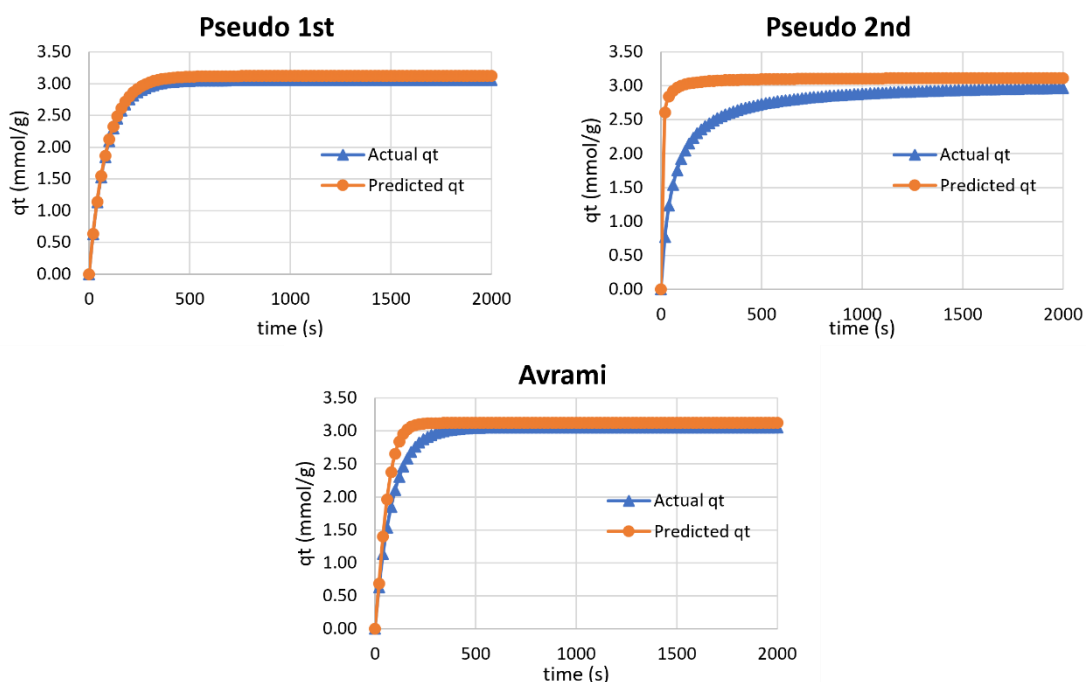 Pseudo 1st
3.50
3.00
2.50
2.00
1.50
1.00
0.50
0.00
qt (mmol/g)
Actual qt
Predicted qt
0 500 1000 1500 2000
time (s)
Pseudo 2nd
3.50
3.00
2.50
2.00
1.50
1.00
0.50
0.00
qt (mmol/g)
Actual qt
Predicted qt
0 500 1000 1500 2000
time (s)
Avrami
3.50
3.00
2.50
2.00
1.50
1.00
0.50
0.00
qt (mmol/g)
Actual qt
Predicted qt
0 500 1000 1500 2000
time (s)